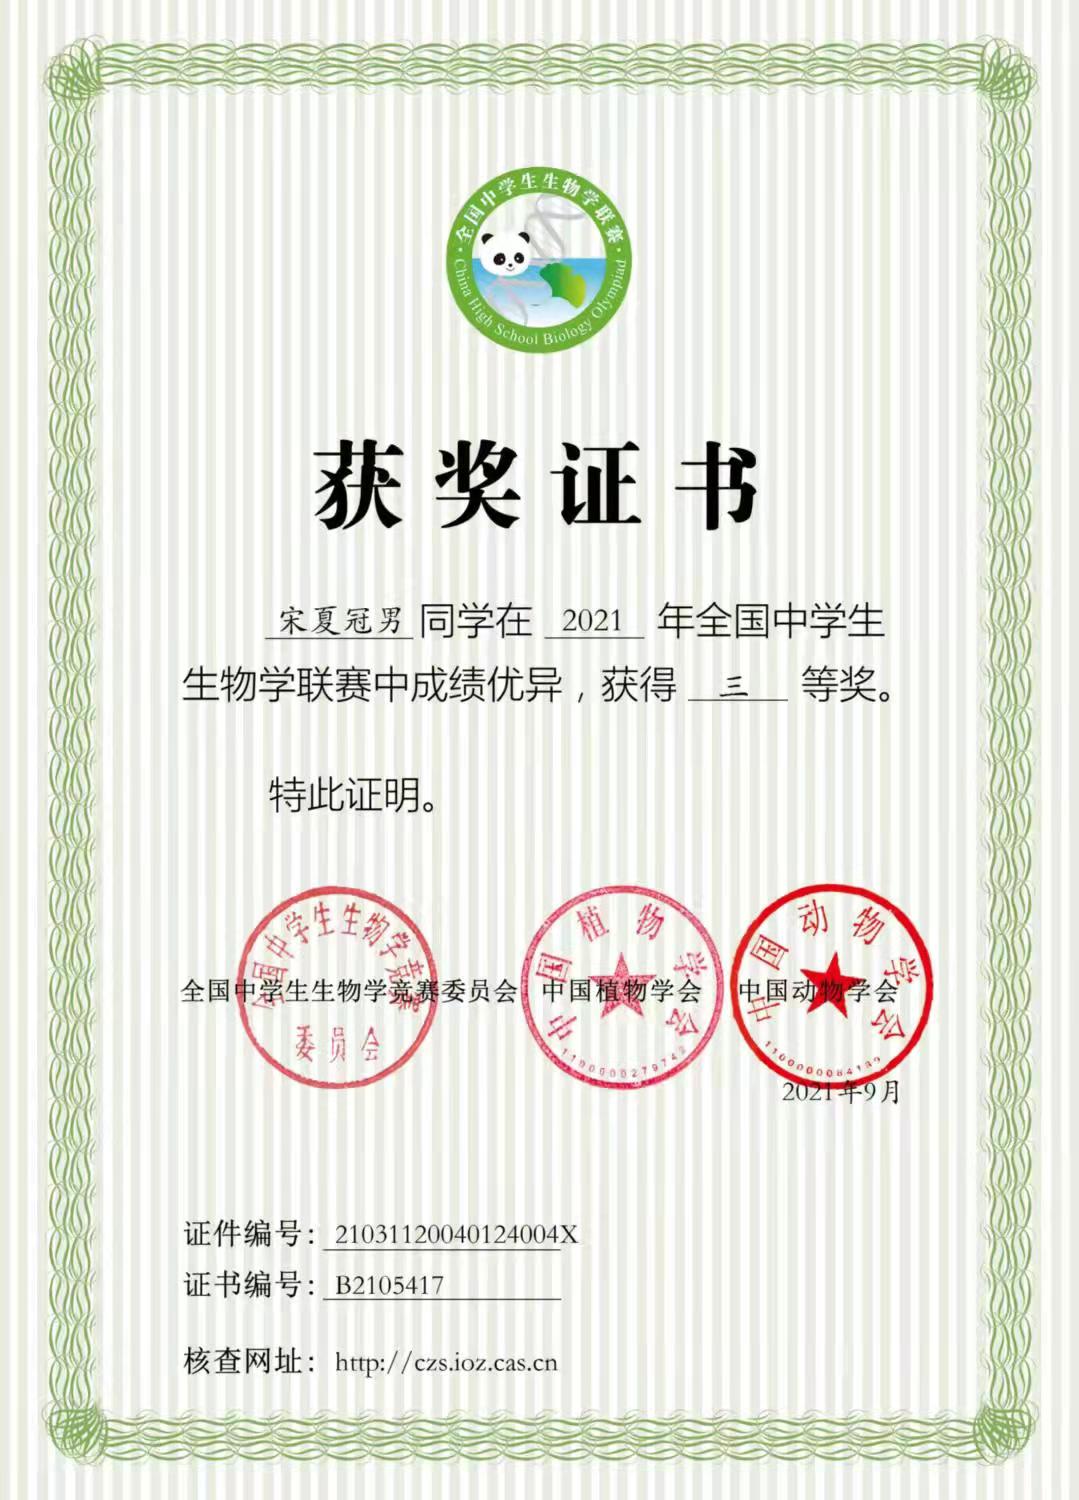 ·全国中学生生物学联赛·
China High School Biology Olympiad
获奖证书
宋夏冠男 同学在 2021 年全国中学生
生物学联赛中成绩优异，获得 三 等奖。
特此证明。
全国中学生生物学竞赛
委员会
中国植物学会
1100000279742
中国动物学会
1100000084139
全国中学生生物学竞赛委员会 中国植物学会 中国动物学会
2021年9月
证件编号：21031120040124004X
证书编号：B2105417
核查网址：http://czs.ioz.cas.cn